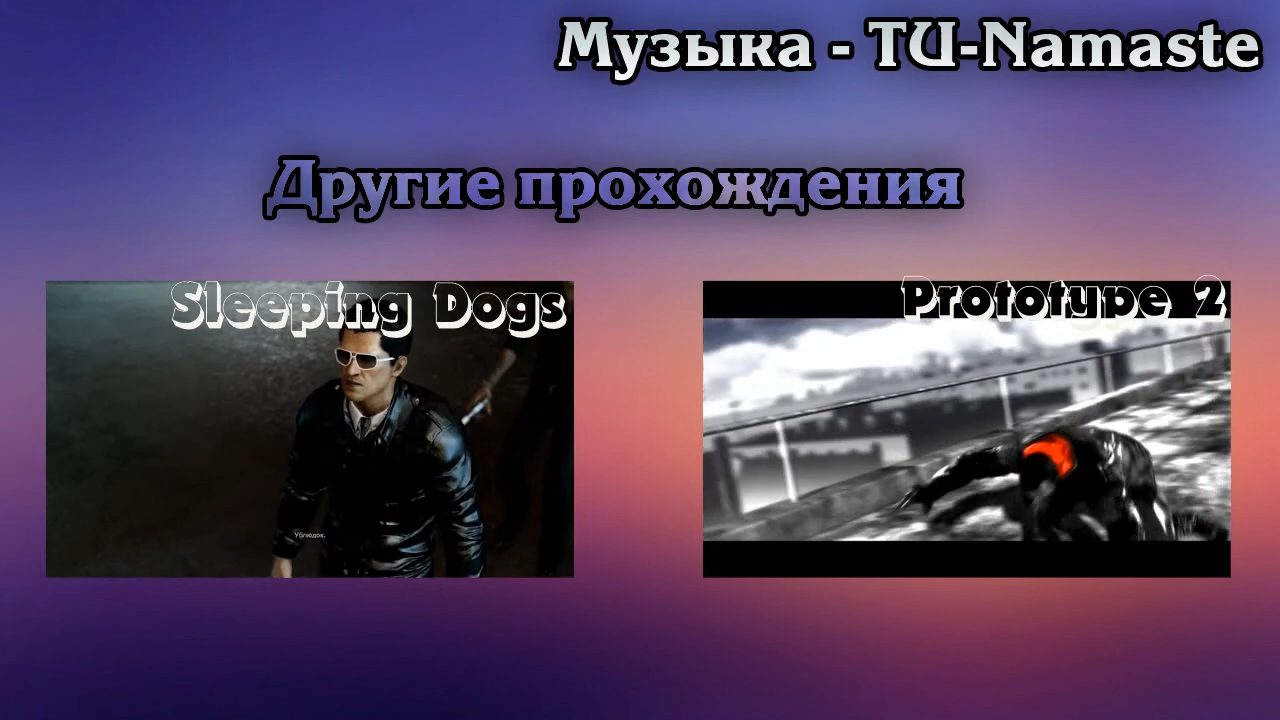 Музыка - TU-Namaste
Другие прохождения
Sleeping Dogs
Prototype 2
Ублюдок.